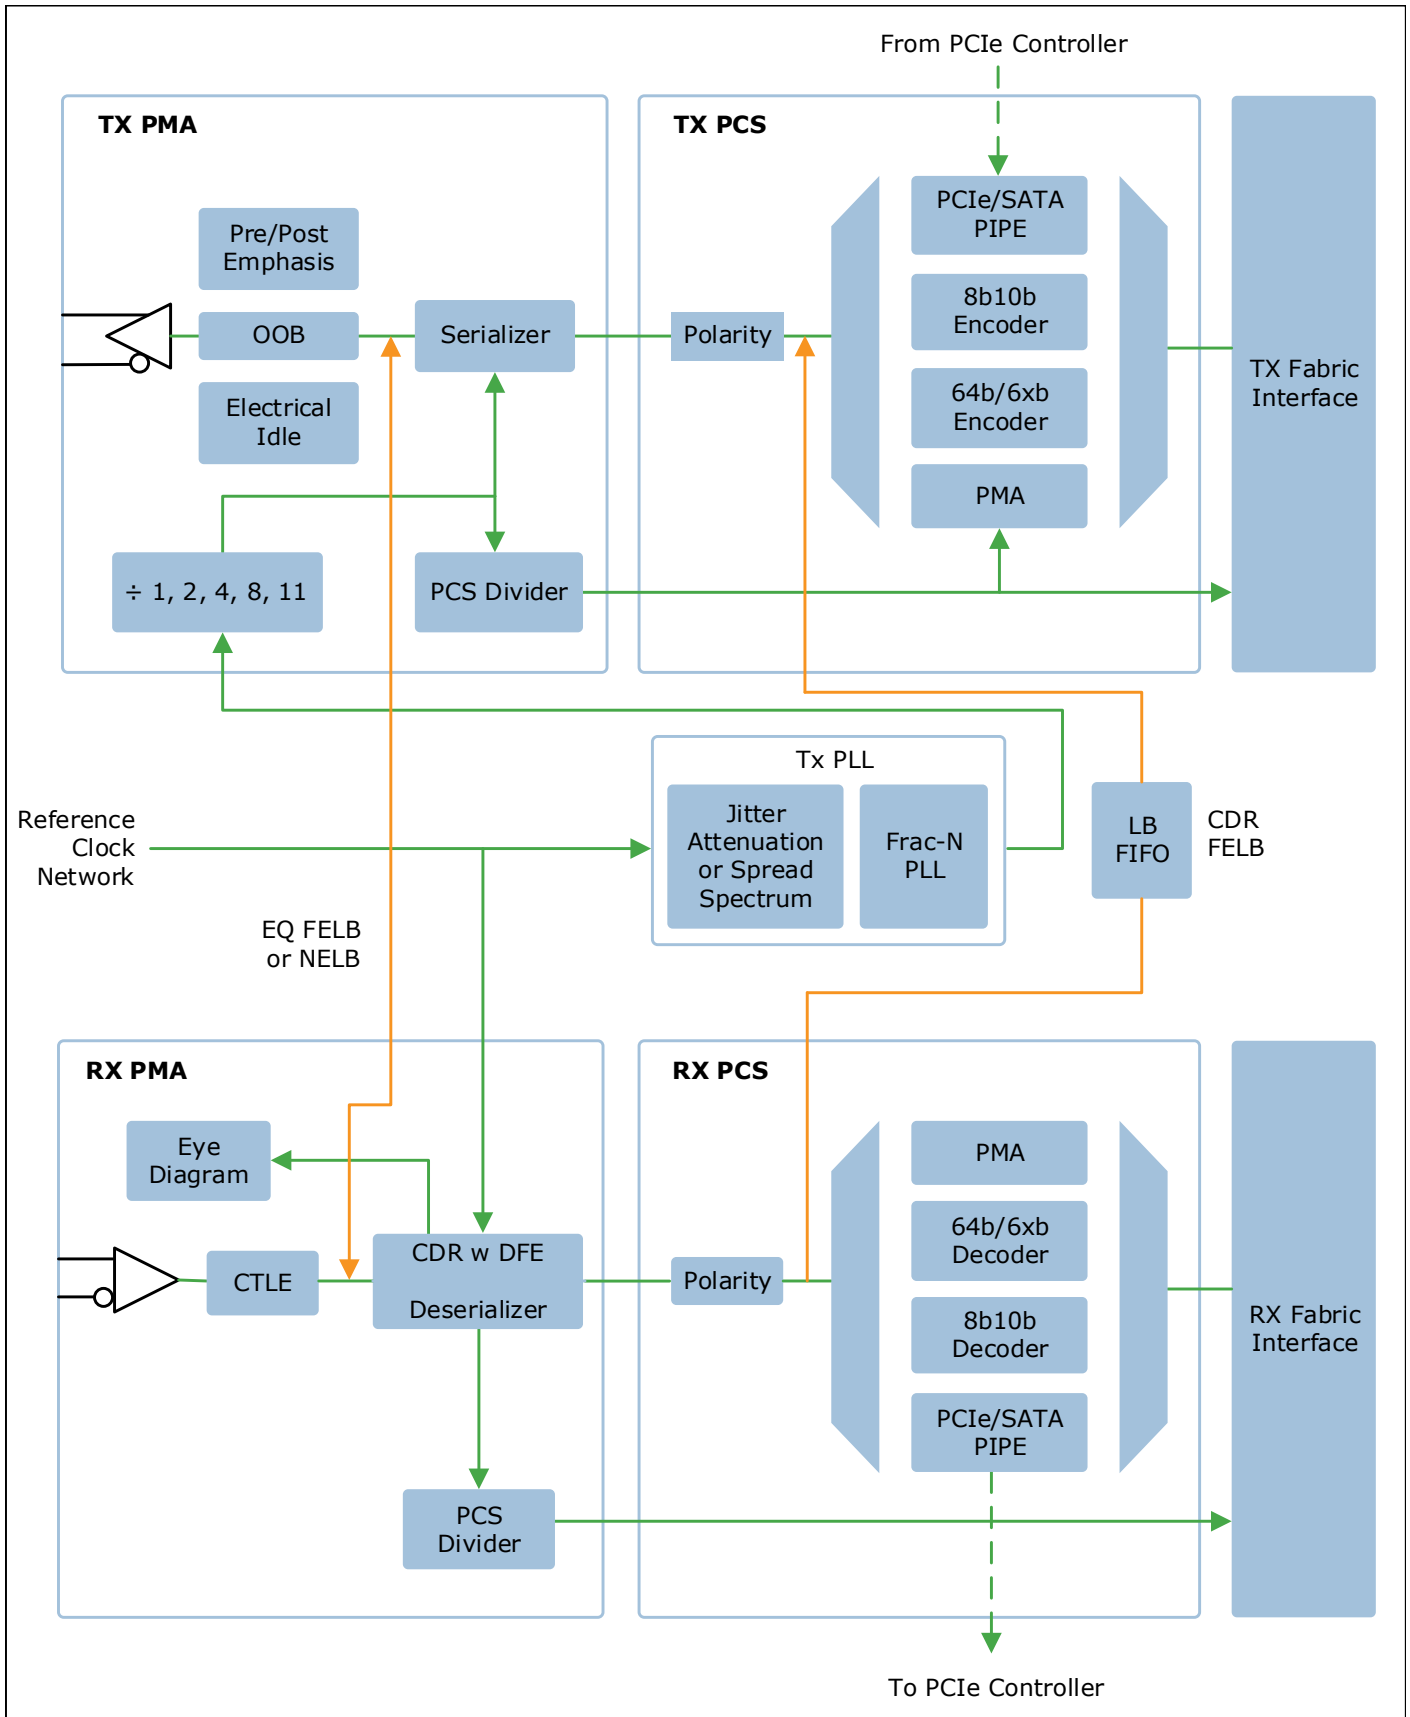 From PCIe Controller
TX PMA
TX PCS
PCIe/SATA
PIPE
Pre/Post
Emphasis
8b10b
Encoder
OOB
Serializer
Polarity
TX Fabric
Interface
64b/6xb
Encoder
Electrical
Idle
PMA
÷ 1, 2, 4, 8, 11
PCS Divider
Tx PLL
Reference
Clock
Network
Jitter
Attenuation
or Spread
Spectrum
Frac-N
PLL
LB
FIFO
CDR
FELB
EQ FELB
or NELB
RX PMA
RX PCS
Eye
Diagram
PMA
64b/6xb
Decoder
CTLE
CDR w DFE
Deserializer
Polarity
8b10b
Decoder
RX Fabric
Interface
PCIe/SATA
PIPE
PCS
Divider
To PCIe Controller